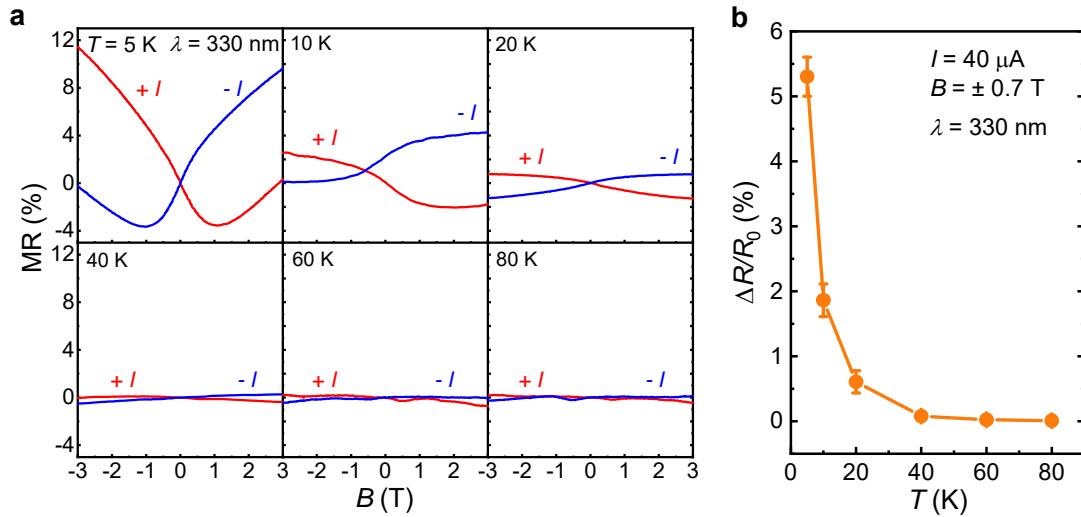 a
T = 5 K λ = 330 nm
10 K
20 K
+ I
- I
+ I
- I
+ I
- I
12
8
4
0
-4
MR (%)
40 K
60 K
80 K
+ I
- I
+ I
- I
+ I
- I
12
8
4
0
-4
-3 -2 -1 0 1 2 3 -2 -1 0 1 2 -3 -2 -1 0 1 2 3
B (T)
b
I = 40 μA
B = ± 0.7 T
λ = 330 nm
6
5
4
3
2
1
0
ΔR/R0 (%)
0 20 40 60 80
T (K)